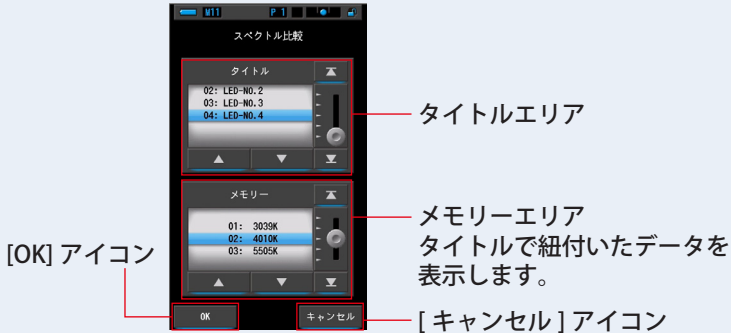 M11 P 1
スペクトル比較
タイトル
02: LED-NO.2
03: LED-NO.3
04: LED-NO.4
タイトルエリア
メモリー
01: 3039K
02: 4010K
03: 5505K
メモリーエリア
タイトルで紐付いたデータを
表示します。
[OK] アイコン
OK
キャンセル
[ キャンセル ] アイコン